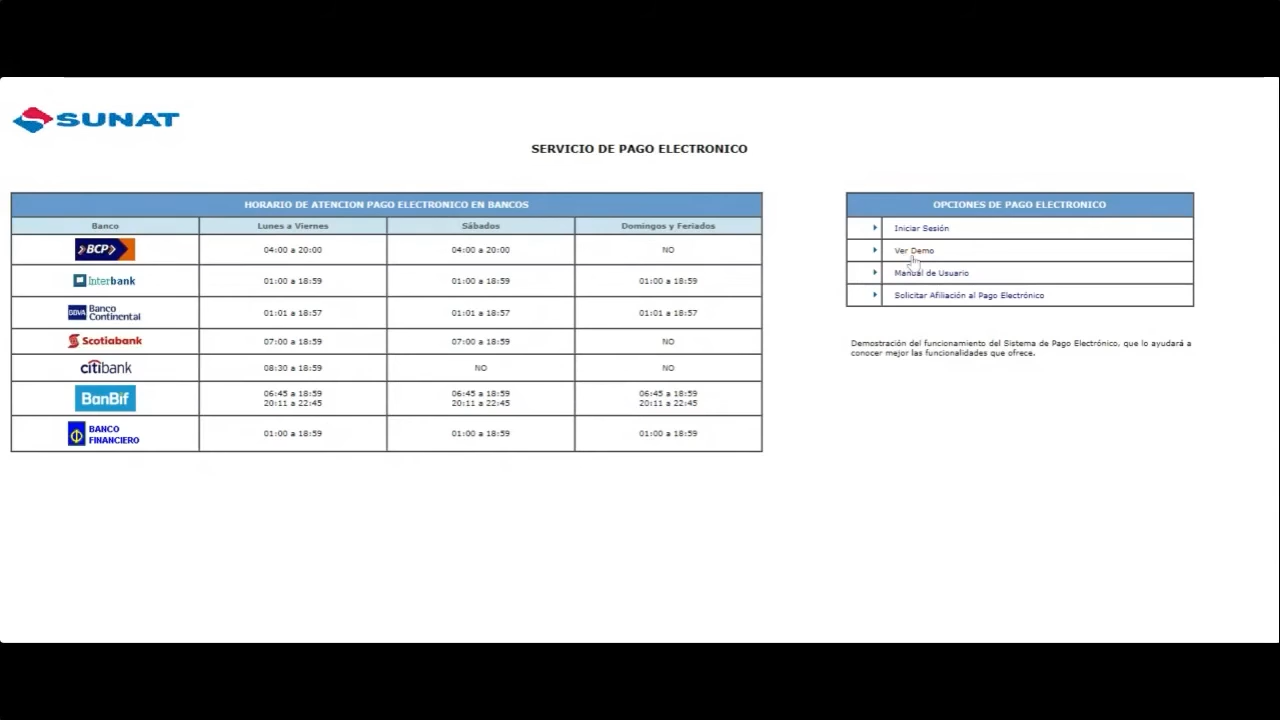 SUNAT
SERVICIO DE PAGO ELECTRONICO
HORARIO DE ATENCION PAGO ELECTRONICO EN BANCOS
Banco Lunes a Viernes Sábados Domingos y Feriados
BCP 04:00 a 20:00 04:00 a 20:00 NO
Interbank 01:00 a 18:59 01:00 a 18:59 01:00 a 18:59
BBVA Banco Continental 01:01 a 18:57 01:01 a 18:57 01:01 a 18:57
Scotiabank 07:00 a 18:59 07:00 a 18:59 NO
citibank 08:30 a 18:59 NO NO
BanBif 06:45 a 18:59 06:45 a 18:59 06:45 a 18:59
20:11 a 22:45 20:11 a 22:45 20:11 a 22:45
BANCO FINANCIERO 01:00 a 18:59 01:00 a 18:59 01:00 a 18:59
OPCIONES DE PAGO ELECTRONICO
Iniciar Sesión
Ver Demo
Manual de Usuario
Solicitar Afiliación al Pago Electrónico
Demostración del funcionamiento del Sistema de Pago Electrónico, que lo ayudará a
conocer mejor las funcionalidades que ofrece.